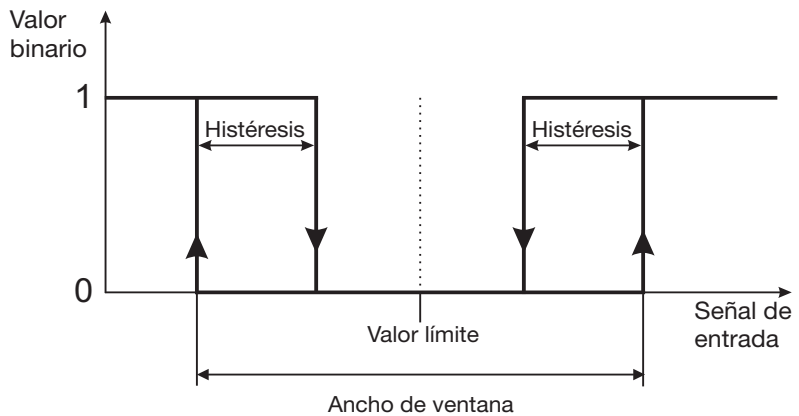 Valor
binario
1
Histéresis
Histéresis
0
Valor límite
Señal de
entrada
Ancho de ventana